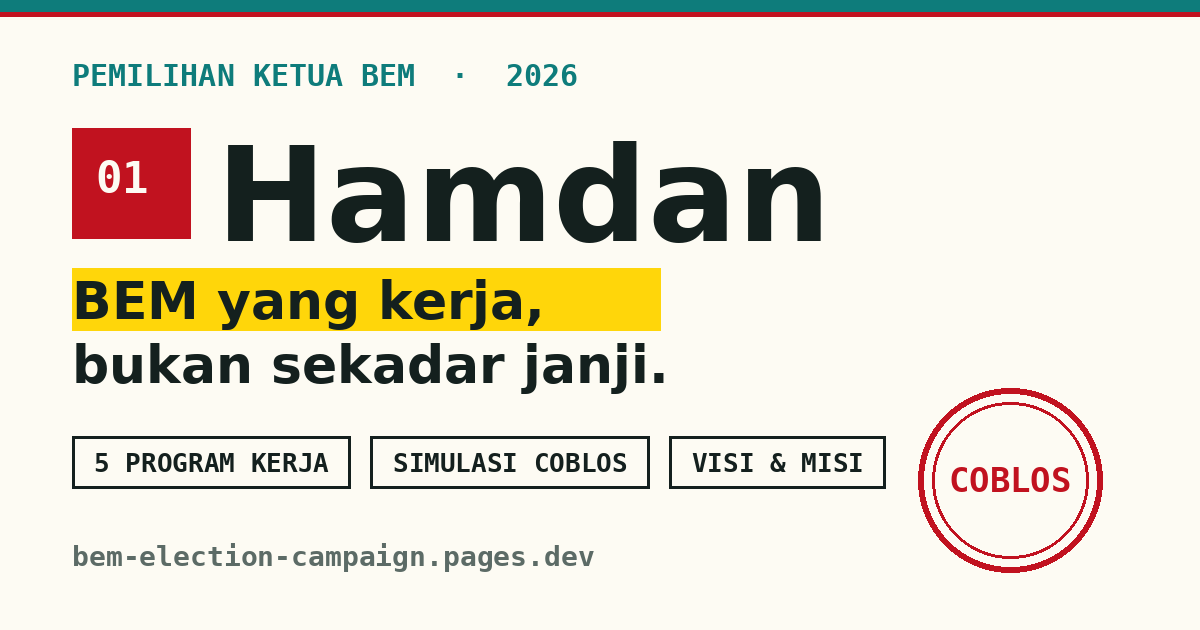 PEMILIHAN KETUA BEM · 2026
01 Hamdan
BEM yang kerja,
bukan sekadar janji.
5 PROGRAM KERJA SIMULASI COBLOS VISI & MISI
COBLOS
bem-election-campaign.pages.dev